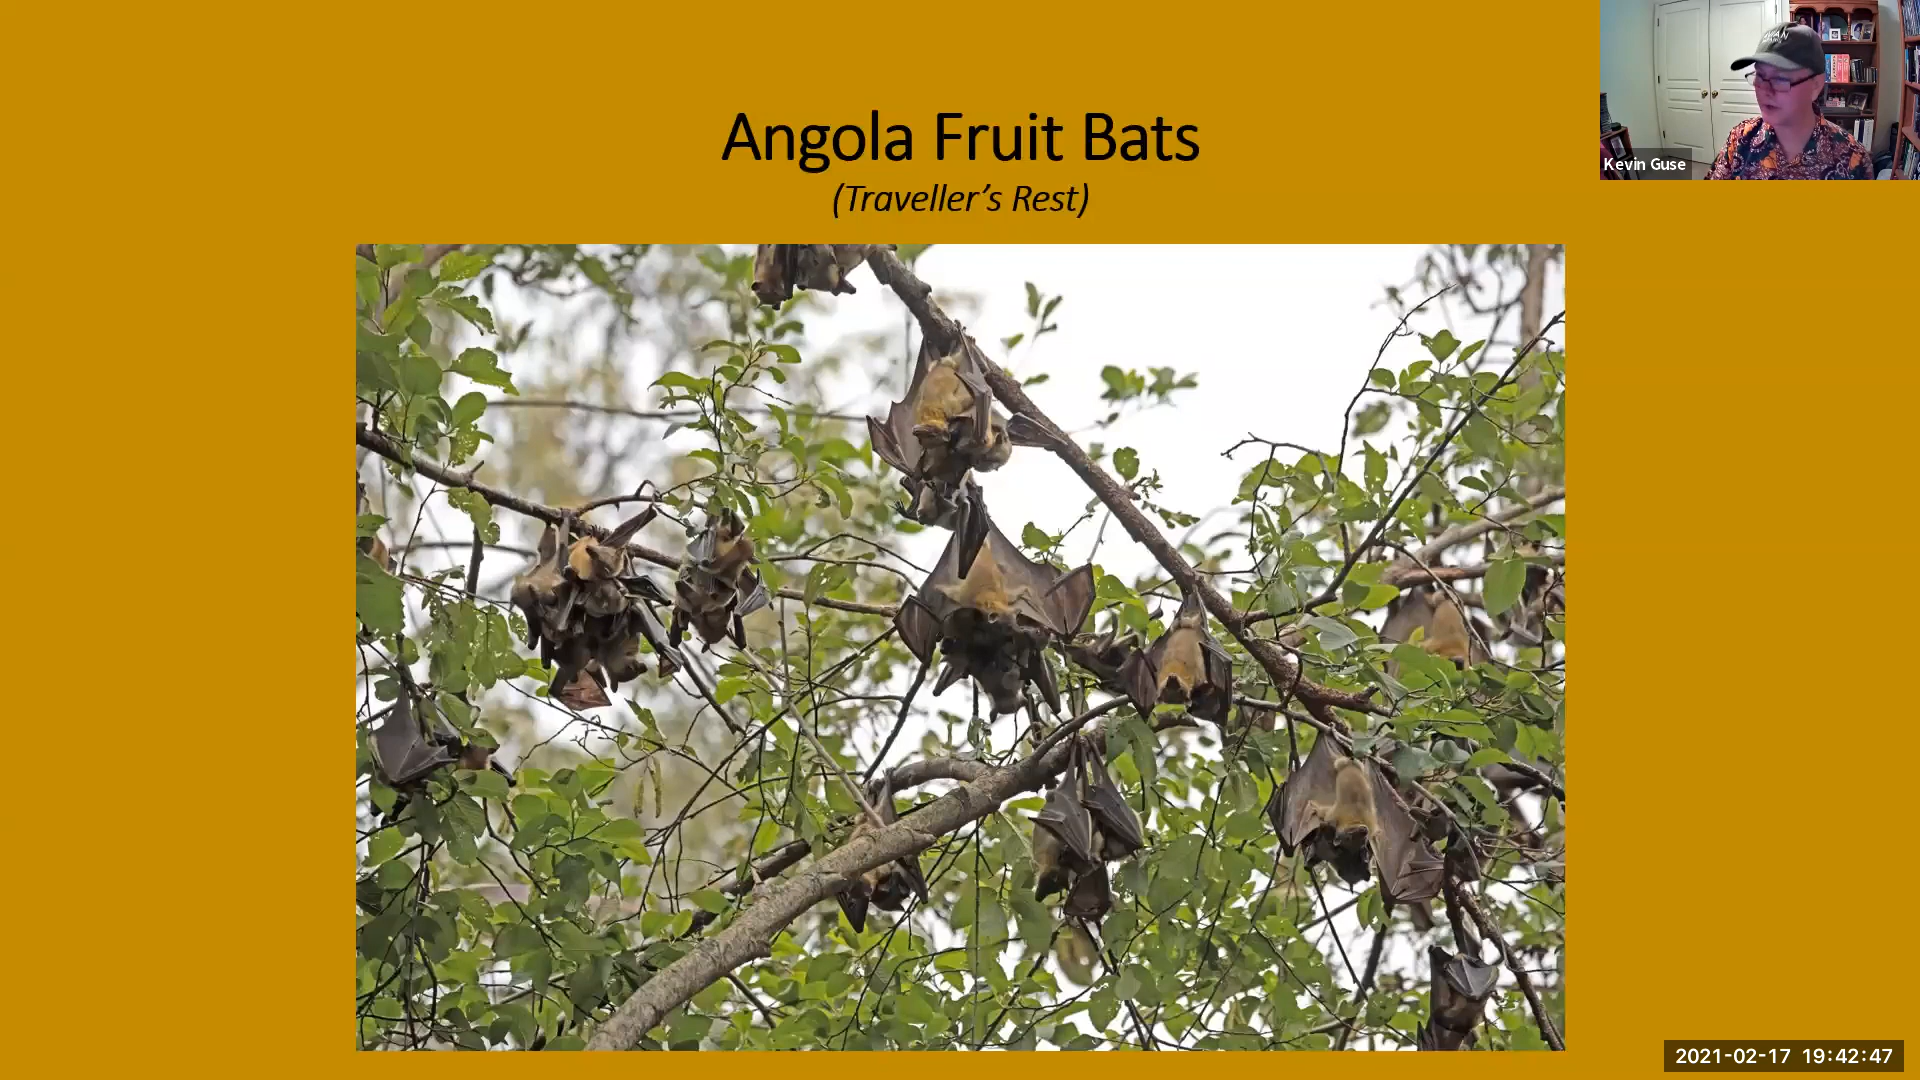 Angola Fruit Bats
(Traveller's Rest)
Kevin Guse
2021-02-17 19:42:47